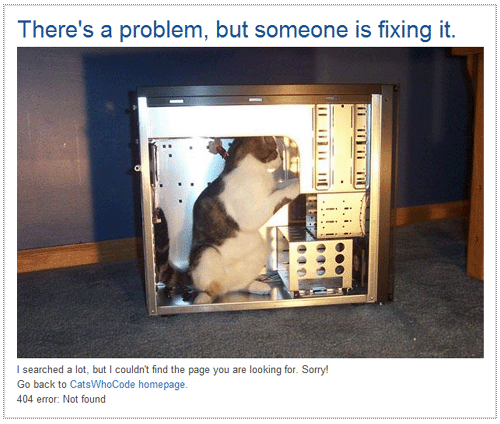 There's a problem, but someone is fixing it.
I searched a lot, but I couldn't find the page you are looking for. Sorry!
Go back to CatsWhoCode homepage.
404 error: Not found